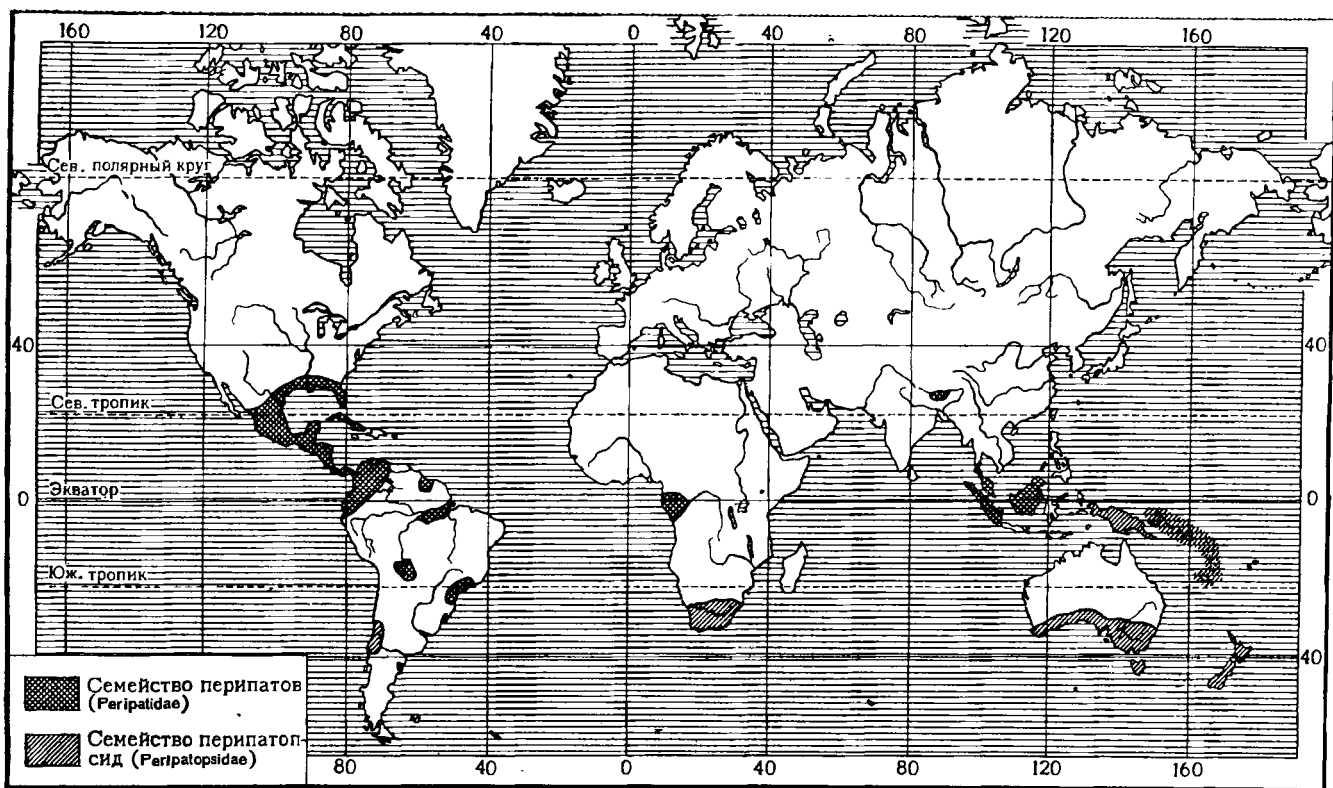 160 120 80 40 0 40 80 120 160
Сев. полярный круг
40 40
Сев. тропик
Экватор
0 0
Юж. тропик
40
Семейство перипатов
(Peripatidae)
Семейство перипатоп-
сид (Peripatopsidae)
80 40 0 40 80 120 160